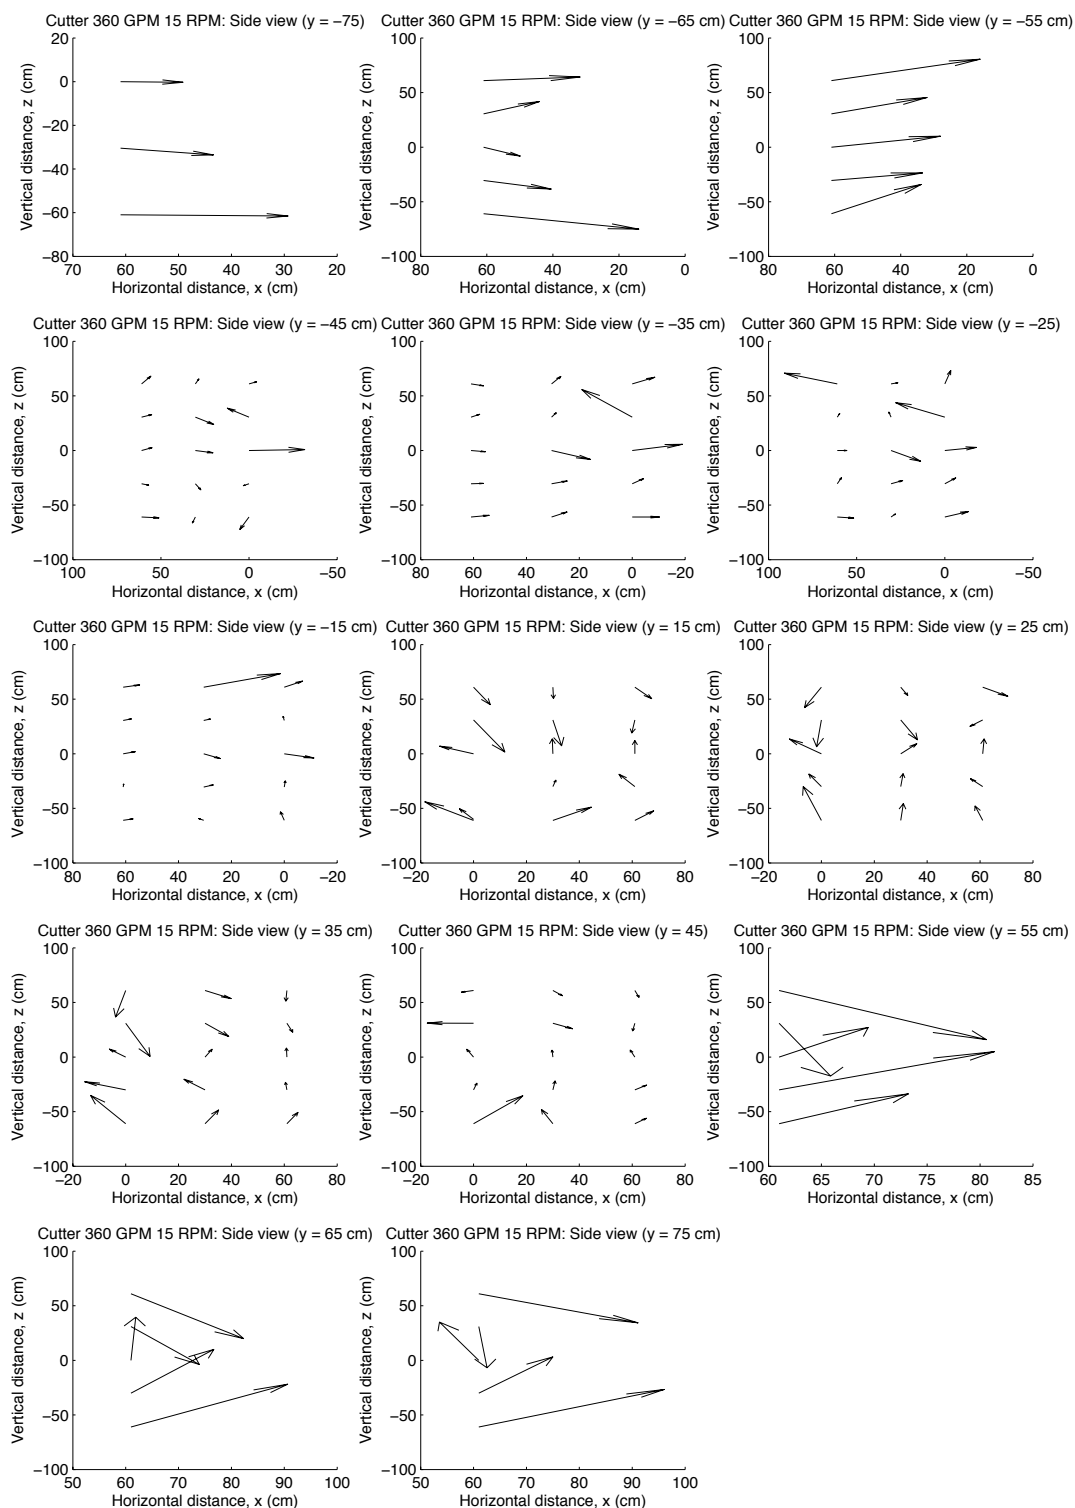 Cutter 360 GPM 15 RPM: Side view (y = −75)
Vertical distance, z (cm)
20
0
−20
−40
−60
−80
70 60 50 40 30 20
Horizontal distance, x (cm)
Cutter 360 GPM 15 RPM: Side view (y = −65 cm)
Vertical distance, z (cm)
100
50
0
−50
−100
80 60 40 20 0
Horizontal distance, x (cm)
Cutter 360 GPM 15 RPM: Side view (y = −55 cm)
Vertical distance, z (cm)
100
50
0
−50
−100
80 60 40 20 0
Horizontal distance, x (cm)
Cutter 360 GPM 15 RPM: Side view (y = −45 cm)
Vertical distance, z (cm)
100
50
0
−50
−100
100 50 0 −50
Horizontal distance, x (cm)
Cutter 360 GPM 15 RPM: Side view (y = −35 cm)
Vertical distance, z (cm)
100
50
0
−50
−100
80 60 40 20 0 −20
Horizontal distance, x (cm)
Cutter 360 GPM 15 RPM: Side view (y = −25)
Vertical distance, z (cm)
100
50
0
−50
−100
100 50 0 −50
Horizontal distance, x (cm)
Cutter 360 GPM 15 RPM: Side view (y = −15 cm)
Vertical distance, z (cm)
100
50
0
−50
−100
80 60 40 20 0 −20
Horizontal distance, x (cm)
Cutter 360 GPM 15 RPM: Side view (y = 15 cm)
Vertical distance, z (cm)
100
50
0
−50
−100
−20 0 20 40 60 80
Horizontal distance, x (cm)
Cutter 360 GPM 15 RPM: Side view (y = 25 cm)
Vertical distance, z (cm)
100
50
0
−50
−100
−20 0 20 40 60 80
Horizontal distance, x (cm)
Cutter 360 GPM 15 RPM: Side view (y = 35 cm)
Vertical distance, z (cm)
100
50
0
−50
−100
−20 0 20 40 60 80
Horizontal distance, x (cm)
Cutter 360 GPM 15 RPM: Side view (y = 45)
Vertical distance, z (cm)
100
50
0
−50
−100
−20 0 20 40 60 80
Horizontal distance, x (cm)
Cutter 360 GPM 15 RPM: Side view (y = 55 cm)
Vertical distance, z (cm)
100
50
0
−50
−100
60 65 70 75 80 85
Horizontal distance, x (cm)
Cutter 360 GPM 15 RPM: Side view (y = 65 cm)
Vertical distance, z (cm)
100
50
0
−50
−100
50 60 70 80 90 100
Horizontal distance, x (cm)
Cutter 360 GPM 15 RPM: Side view (y = 75 cm)
Vertical distance, z (cm)
100
50
0
−50
−100
50 60 70 80 90 100
Horizontal distance, x (cm)